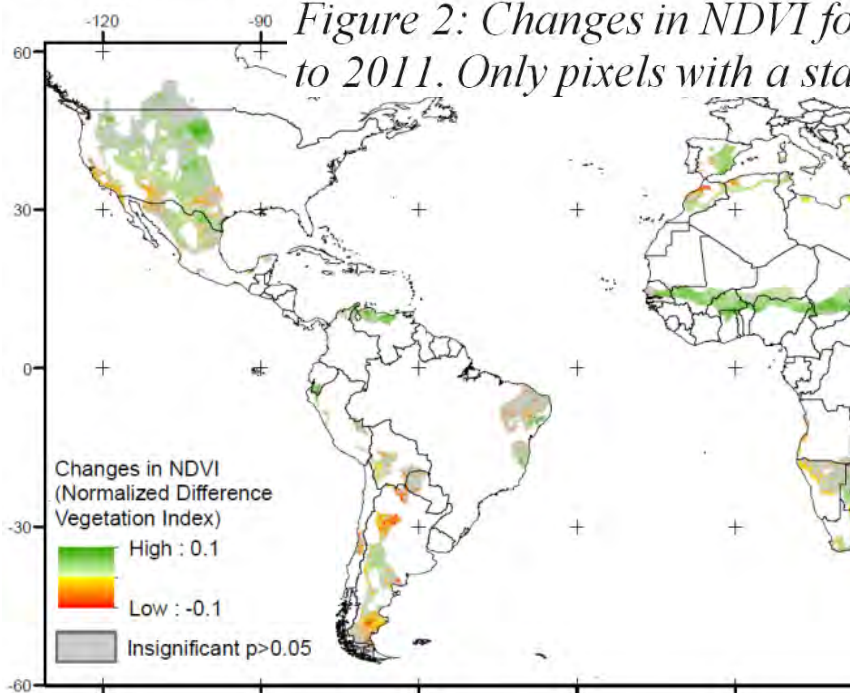 -120
-90
Figure 2: Changes in NDVI fo
to 2011. Only pixels with a sta
60
30
0
-30
-60
Changes in NDVI
(Normalized Difference
Vegetation Index)
High : 0.1
Low : -0.1
Insignificant p>0.05